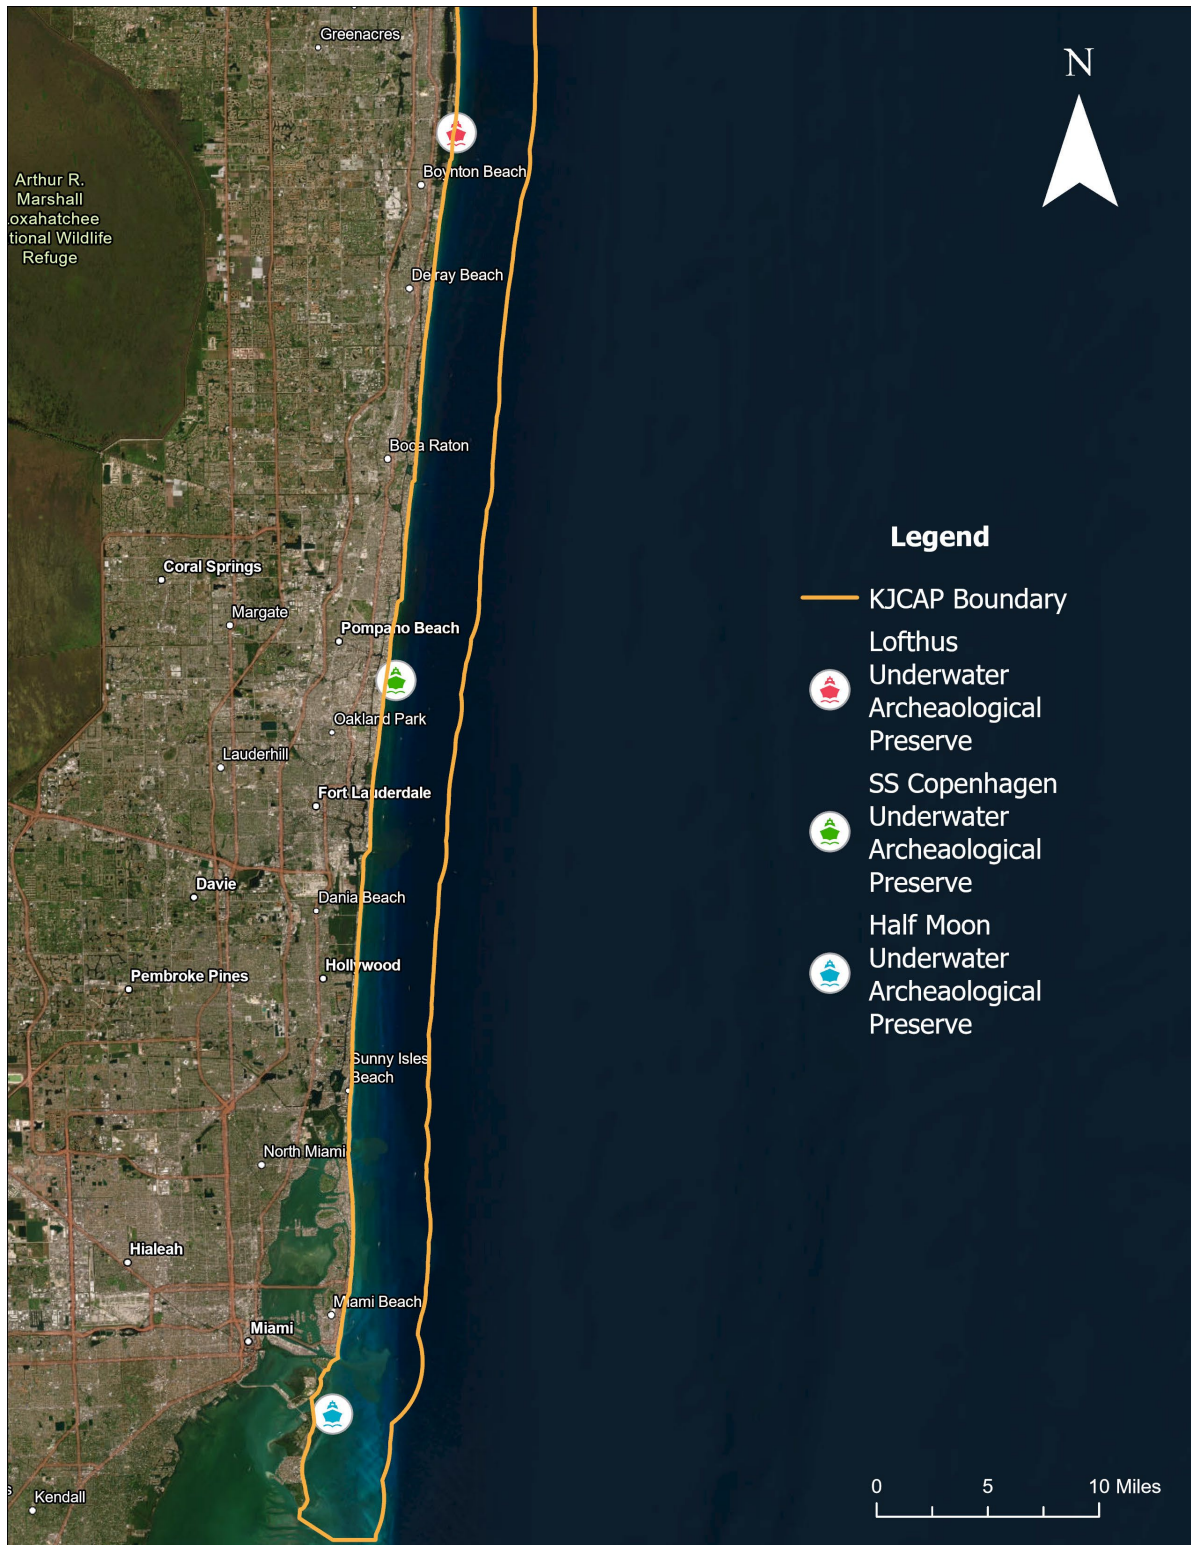 Greenacres
N
Boynton Beach
Arthur R.
Marshall
Loxahatchee
tional Wildlife
Refuge
Delray Beach
Boca Raton
Legend
KJCAP Boundary
Lofthus
Underwater
Archeaological
Preserve
SS Copenhagen
Underwater
Archeaological
Preserve
Half Moon
Underwater
Archeaological
Preserve
Coral Springs
Margate
Pompano Beach
Oakland Park
Lauderhill
Fort Lauderdale
Davie
Dania Beach
Hollywood
Pembroke Pines
Sunny Isles
Beach
North Miami
Hialeah
Miami Beach
Miami
s
Kendall
0 5 10 Miles